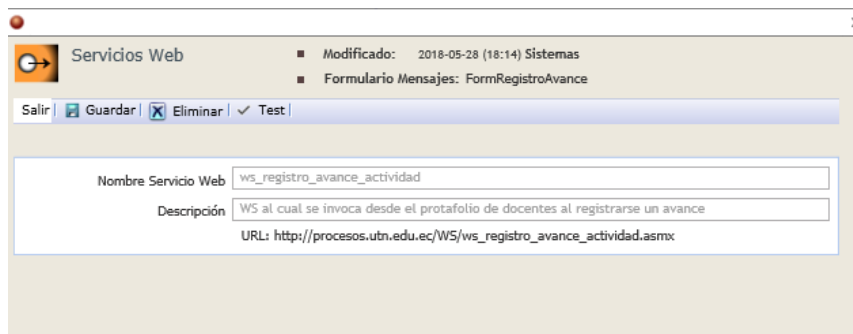 Servicios Web
Modificado: 2018-05-28 (18:14) Sistemas
Formulario Mensajes: FormRegistroAvance
Salir Guardar Eliminar Test
Nombre Servicio Web ws_registro_avance_actividad
Descripción WS al cual se invoca desde el protafolio de docentes al registrarse un avance
URL: http://procesos.utn.edu.ec/WS/ws_registro_avance_actividad.asmx